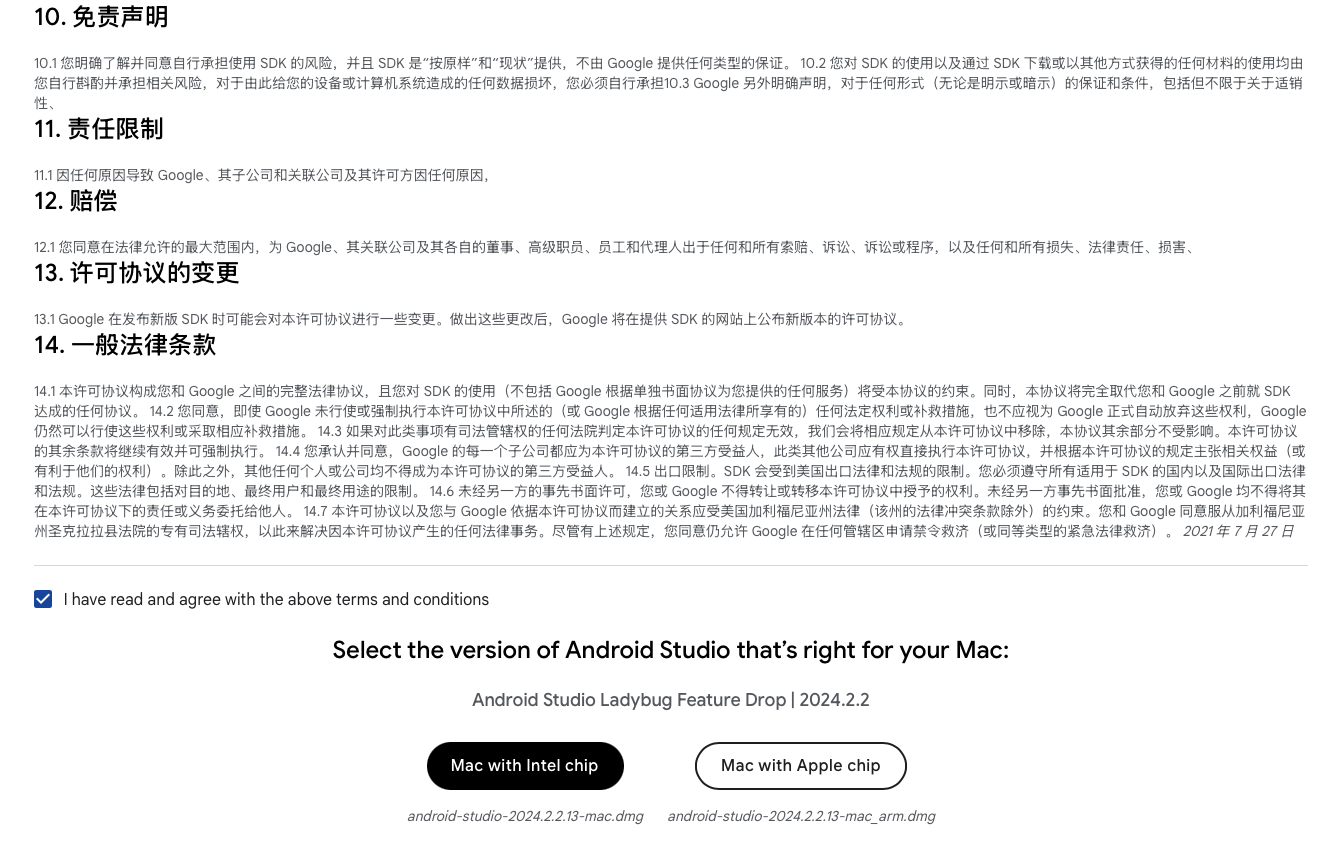 10. 免责声明
10.1 您明确了解并同意自行承担使用 SDK 的风险，并且 SDK 是“按原样”和“现状”提供，不由 Google 提供任何类型的保证。 10.2 您对 SDK 的使用以及通过 SDK 下载或以其他方式获得的任何材料的使用均由
您自行斟酌并承担相关风险，对于由此给您的设备或计算机系统造成的任何数据损坏，您必须自行承担10.3 Google 另外明确声明，对于任何形式（无论是明示或暗示）的保证和条件，包括但不限于关于适销
性、
11. 责任限制
11.1 因任何原因导致 Google、其子公司和关联公司及其许可方因任何原因，
12. 赔偿
12.1 您同意在法律允许的最大范围内，为 Google、其关联公司及其各自的董事、高级职员、员工和代理人出于任何和所有索赔、诉讼、诉讼或程序，以及任何和所有损失、法律责任、损害、
13. 许可协议的变更
13.1 Google 在发布新版 SDK 时可能会对本许可协议进行一些变更。做出这些更改后，Google 将在提供 SDK 的网站上公布新版本的许可协议。
14. 一般法律条款
14.1 本许可协议构成您和 Google 之间的完整法律协议，且您对 SDK 的使用（不包括 Google 根据单独书面协议为您提供的任何服务）将受本协议的约束。同时，本协议将完全取代您和 Google 之前就 SDK
达成的任何协议。 14.2 您同意，即使 Google 未行使或强制执行本许可协议中所述的（或 Google 根据任何适用法律所享有的）任何法定权利或补救措施，也不应视为 Google 正式自动放弃这些权利，Google
仍然可以行使这些权利或采取相应补救措施。 14.3 如果对此类事项有司法管辖权的任何法院判定本许可协议的任何规定无效，我们会将相应规定从本许可协议中移除，本协议其余部分不受影响。本许可协议
的其余条款将继续有效并可强制执行。 14.4 您承认并同意，Google 的每一个子公司都应为本许可协议的第三方受益人，此类其他公司应有权直接执行本许可协议，并根据本许可协议的规定主张相关权益（或
有利于他们的权利）。除此之外，其他任何个人或公司均不得成为本许可协议的第三方受益人。 14.5 出口限制。SDK 会受到美国出口法律和法规的限制。您必须遵守所有适用于 SDK 的国内以及国际出口法律
和法规。这些法律包括对目的地、最终用户和最终用途的限制。 14.6 未经另一方的事先书面许可，您或 Google 不得转让或转移本许可协议中授予的权利。未经另一方事先书面批准，您或 Google 均不得将其
在本许可协议下的责任或义务委托给他人。 14.7 本许可协议以及您与 Google 依据本许可协议而建立的关系应受美国加利福尼亚州法律（该州的法律冲突条款除外）的约束。您和 Google 同意服从加利福尼亚
州圣克拉拉县法院的专有司法辖权，以此来解决因本许可协议产生的任何法律事务。尽管有上述规定，您同意仍允许 Google 在任何管辖区申请禁令救济（或同等类型的紧急法律救济）。 2021 年 7 月 27 日
I have read and agree with the above terms and conditions
Select the version of Android Studio that’s right for your Mac:
Android Studio Ladybug Feature Drop | 2024.2.2
Mac with Intel chip
Mac with Apple chip
android-studio-2024.2.2.13-mac.dmg
android-studio-2024.2.2.13-mac_arm.dmg